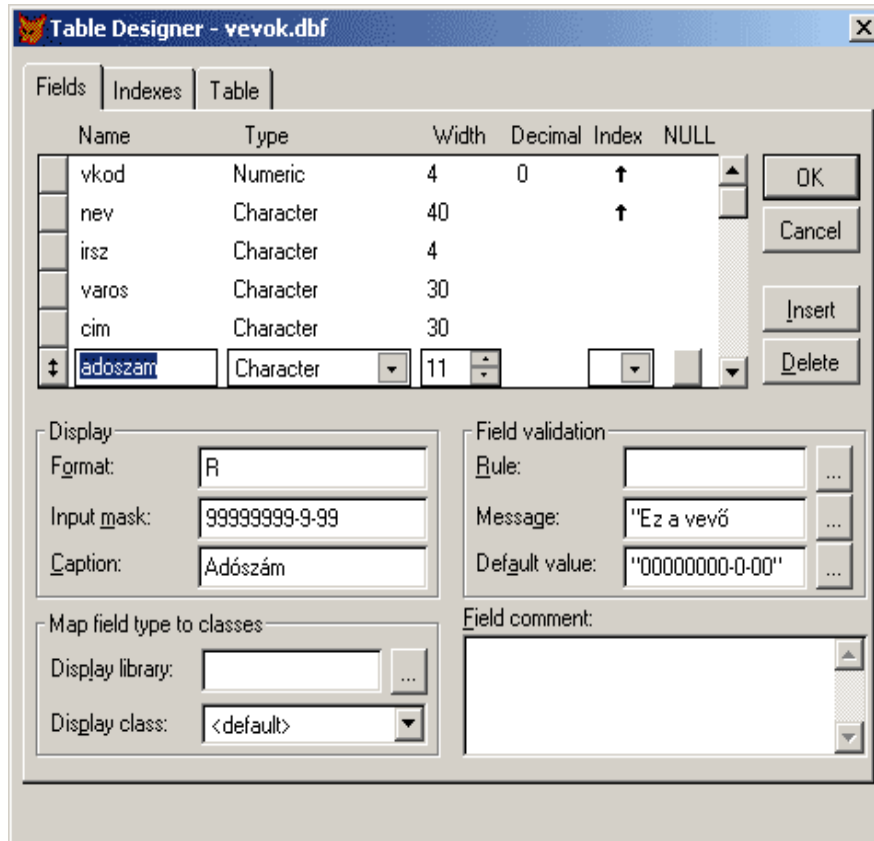 Table Designer - vevok.dbf
Fields Indexes Table
Name Type Width Decimal Index NULL
vkod Numeric 4 0 ↑
nev Character 40 ↑
irsz Character 4
varos Character 30
cim Character 30
adoszam Character 11
OK
Cancel
Insert
Delete
Display
Format: R
Input mask: 99999999-9-99
Caption: Adószám
Field validation
Rule: ...
Message: "Ez a vevő ...
Default value: "00000000-0-00" ...
Map field type to classes
Display library: ...
Display class: <default>
Field comment: